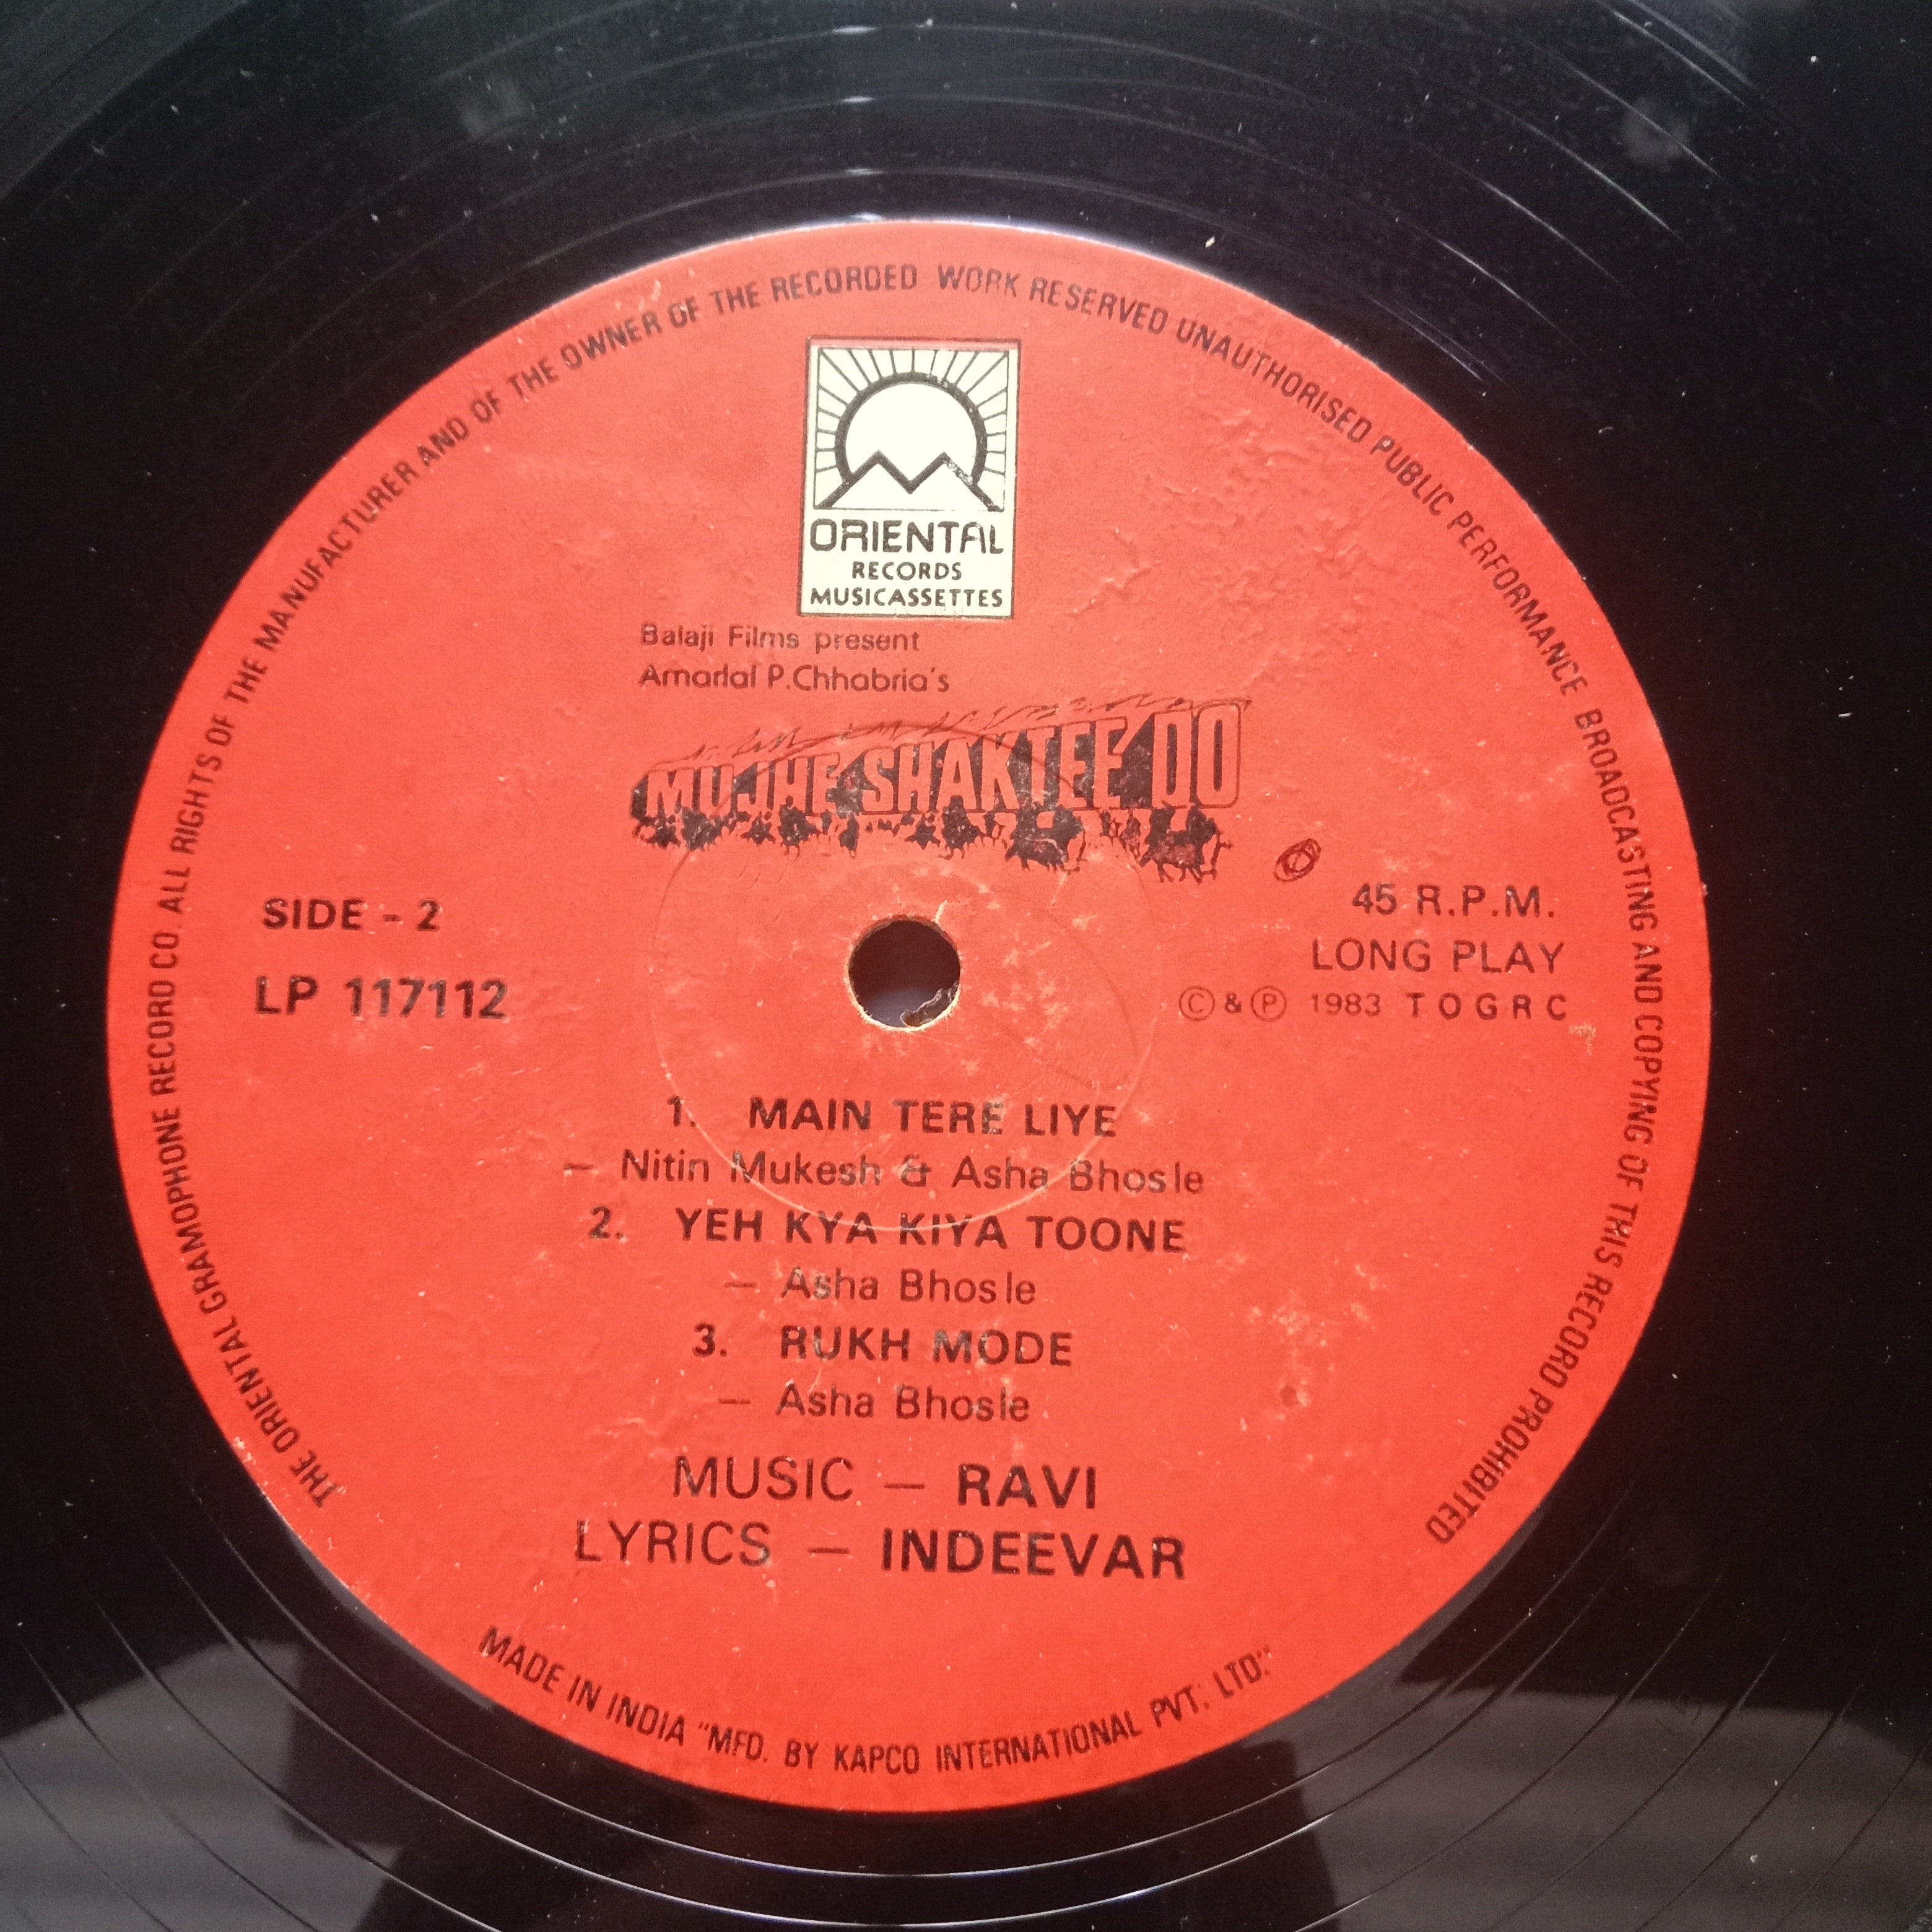 THE ORIENTAL GRAMOPHONE RECORD CO. ALL RIGHTS OF THE MANUFACTURER AND OF THE OWNER OF THE RECORDED WORK RESERVED UNAUTHORISED PUBLIC PERFORMANCE BROADCASTING AND COPYING OF THIS RECORD PROHIBITED
ORIENTAL
RECORDS
MUSICASSETTES
Balaji Films present
Amarlal P.Chhabria's
MUJHE SHAKTEE DO
SIDE - 2
LP 117112
45 R.P.M.
LONG PLAY
Ⓒ & Ⓟ 1983 T O G R C
1. MAIN TERE LIYE
— Nitin Mukesh & Asha Bhosle
2. YEH KYA KIYA TOONE
— Asha Bhosle
3. RUKH MODE
— Asha Bhosle
MUSIC — RAVI
LYRICS — INDEEVAR
MADE IN INDIA "MFD. BY KAPCO INTERNATIONAL PVT. LTD."